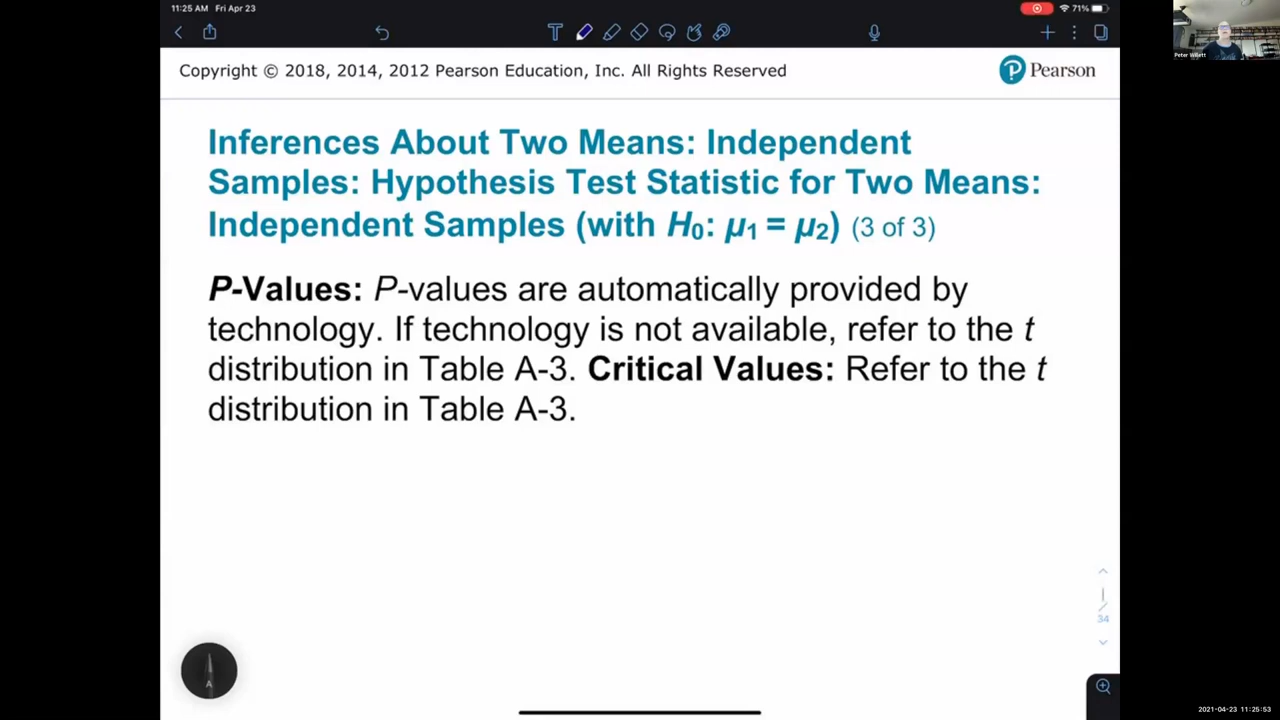 11:25 AM Fri Apr 23
71%
Copyright © 2018, 2014, 2012 Pearson Education, Inc. All Rights Reserved
Pearson
Inferences About Two Means: Independent
Samples: Hypothesis Test Statistic for Two Means:
Independent Samples (with H₀: μ₁ = μ₂) (3 of 3)
P-Values: P-values are automatically provided by
technology. If technology is not available, refer to the t
distribution in Table A-3. Critical Values: Refer to the t
distribution in Table A-3.
34
A
2021-04-23 11:25:53